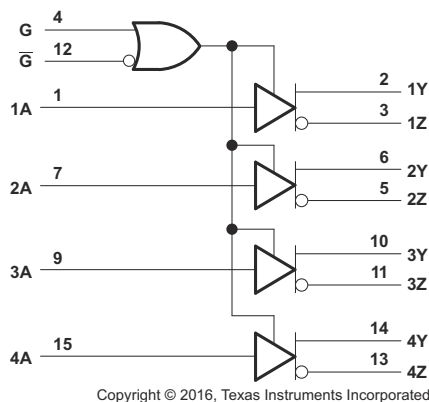 G 4
G̅ 12
1A 1
2 1Y
3 1Z
2A 7
6 2Y
5 2Z
3A 9
10 3Y
11 3Z
4A 15
14 4Y
13 4Z
Copyright © 2016, Texas Instruments Incorporated